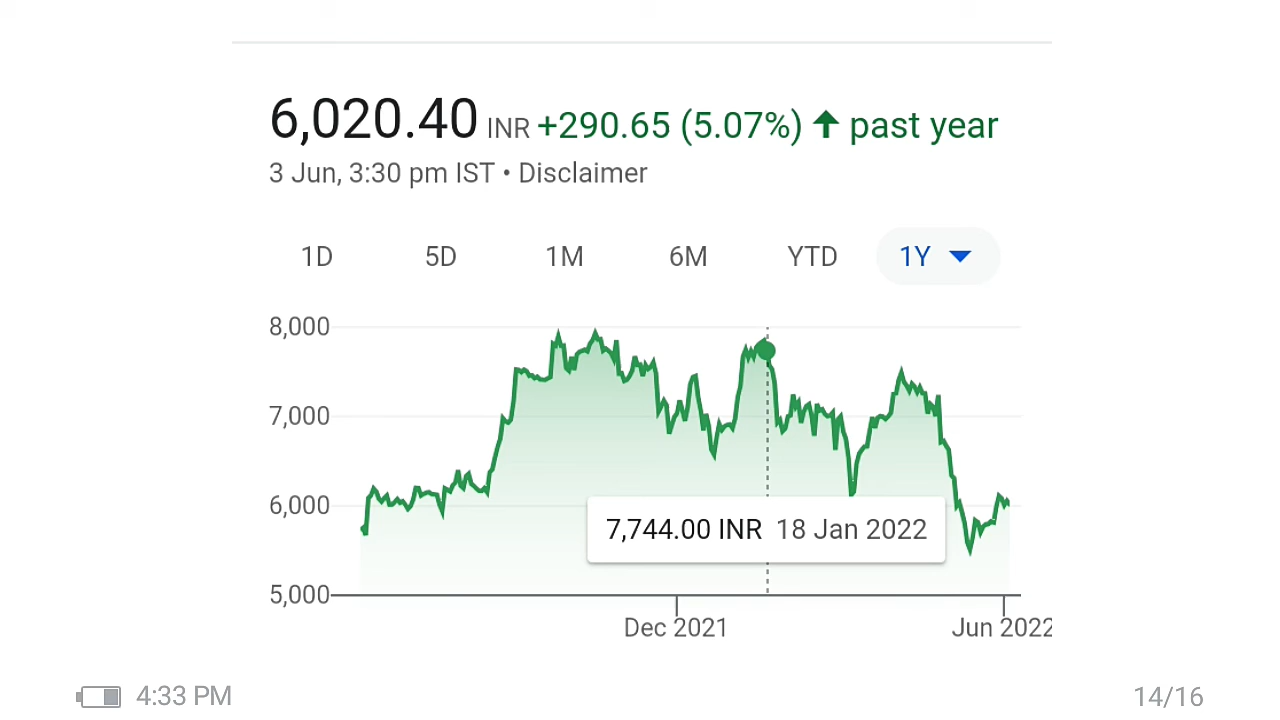 6,020.40 INR +290.65 (5.07%) ↑ past year
3 Jun, 3:30 pm IST • Disclaimer
1D 5D 1M 6M YTD 1Y
8,000
7,000
6,000
7,744.00 INR 18 Jan 2022
5,000
Dec 2021 Jun 2022
4:33 PM 14/16